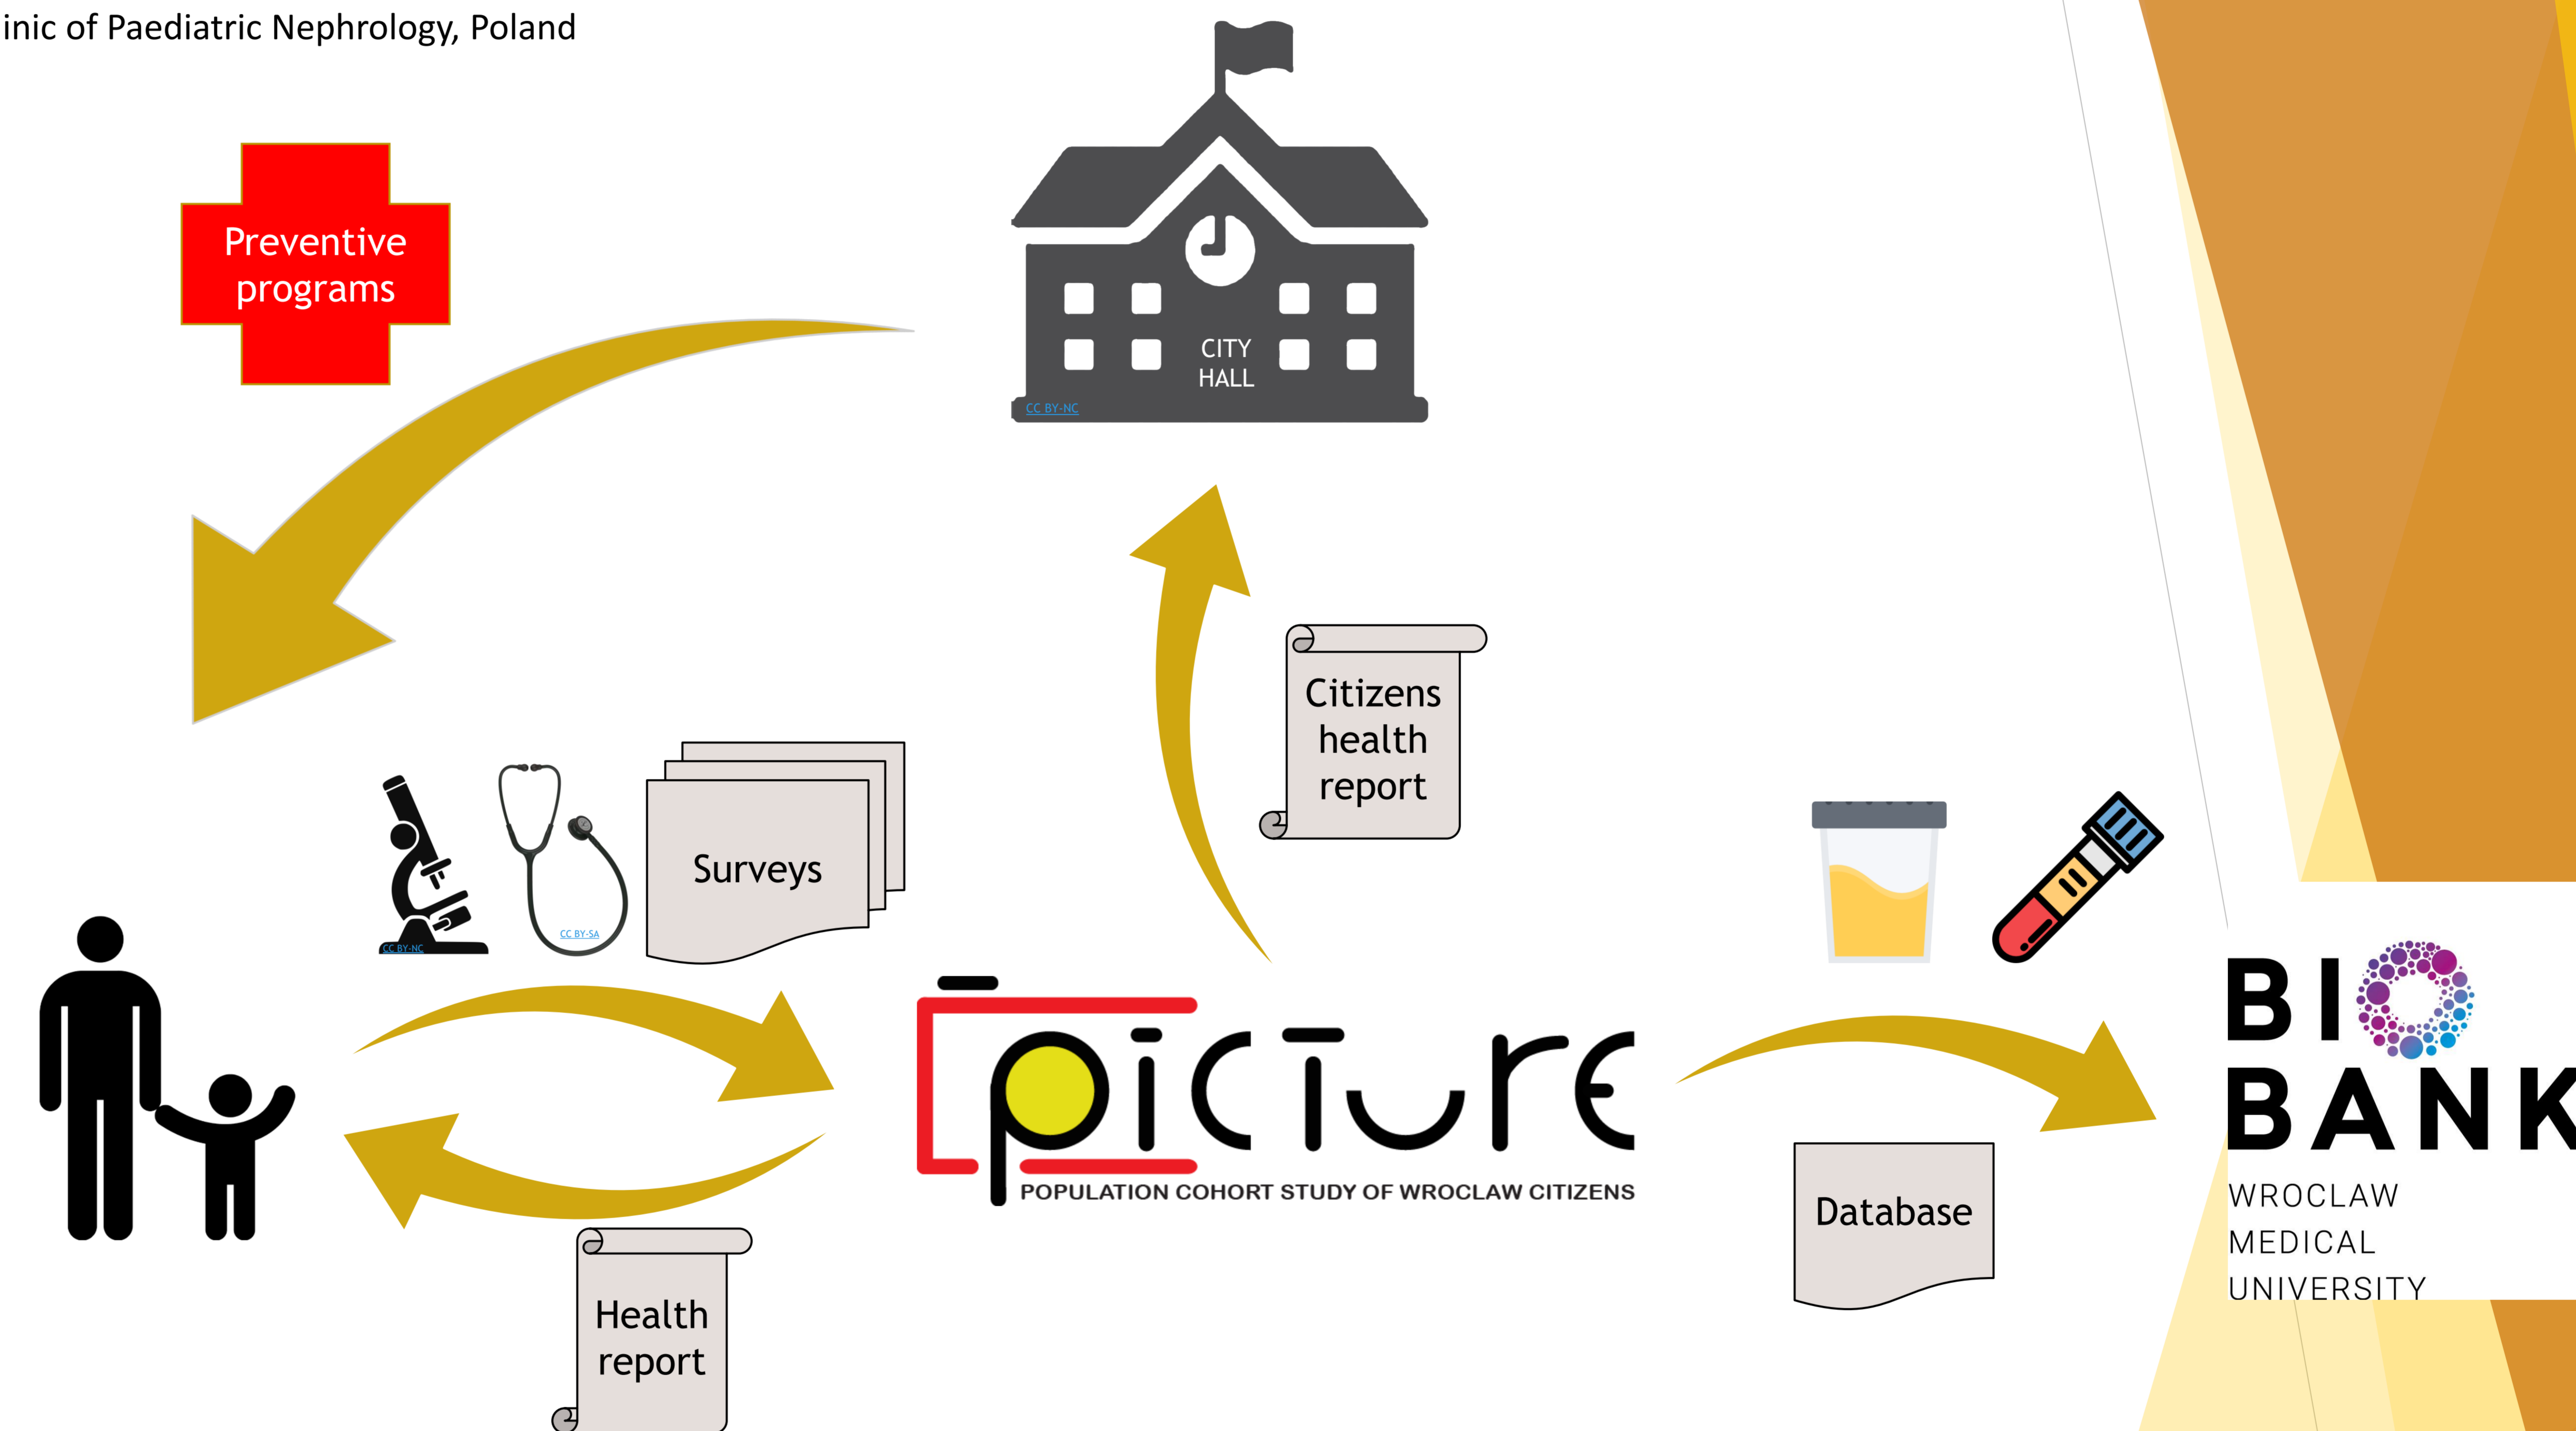 inic of Paediatric Nephrology, Poland
Preventive
programs
CITY
HALL
CC BY-NC
Citizens
health
report
Surveys
CC BY-NC
CC BY-SA
picture
POPULATION COHORT STUDY OF WROCLAW CITIZENS
Health
report
Database
BIO
BANK
WROCLAW
MEDICAL
UNIVERSITY